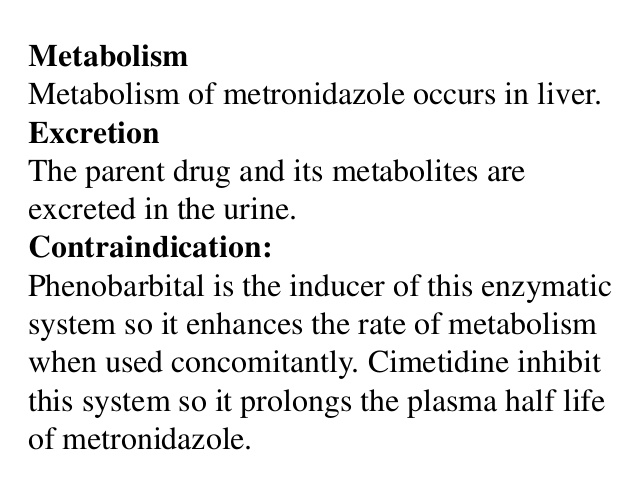 Metabolism
Metabolism of metronidazole occurs in liver.
Excretion
The parent drug and its metabolites are
excreted in the urine.
Contraindication:
Phenobarbital is the inducer of this enzymatic
system so it enhances the rate of metabolism
when used concomitantly. Cimetidine inhibit
this system so it prolongs the plasma half life
of metronidazole.